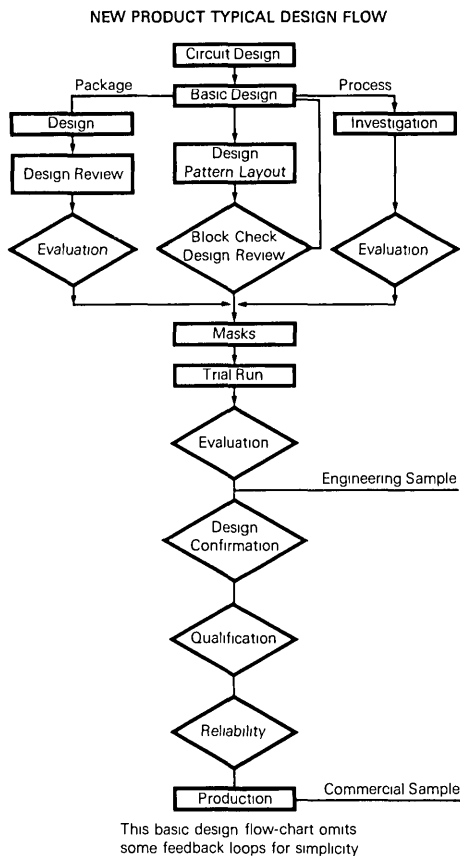 NEW PRODUCT TYPICAL DESIGN FLOW
Circuit Design
Package
Basic Design
Process
Design
Investigation
Design
Pattern Layout
Design Review
Evaluation
Block Check
Design Review
Evaluation
Masks
Trial Run
Evaluation
Engineering Sample
Design
Confirmation
Qualification
Reliability
Commercial Sample
Production
This basic design flow-chart omits
some feedback loops for simplicity